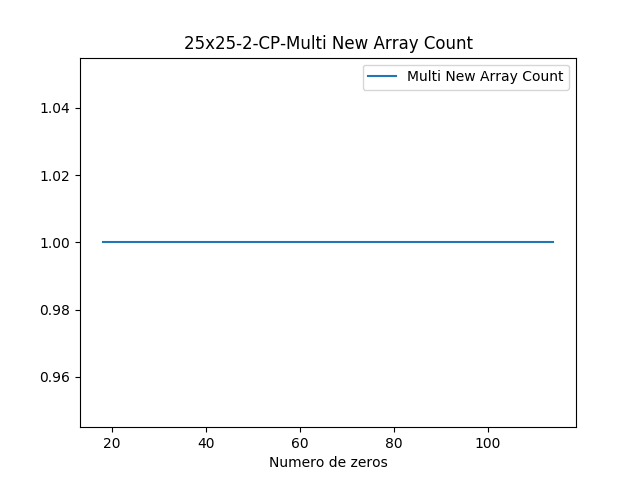 25x25-2-CP-Multi New Array Count
Multi New Array Count
1.04
1.02
1.00
0.98
0.96
20 40 60 80 100
Numero de zeros